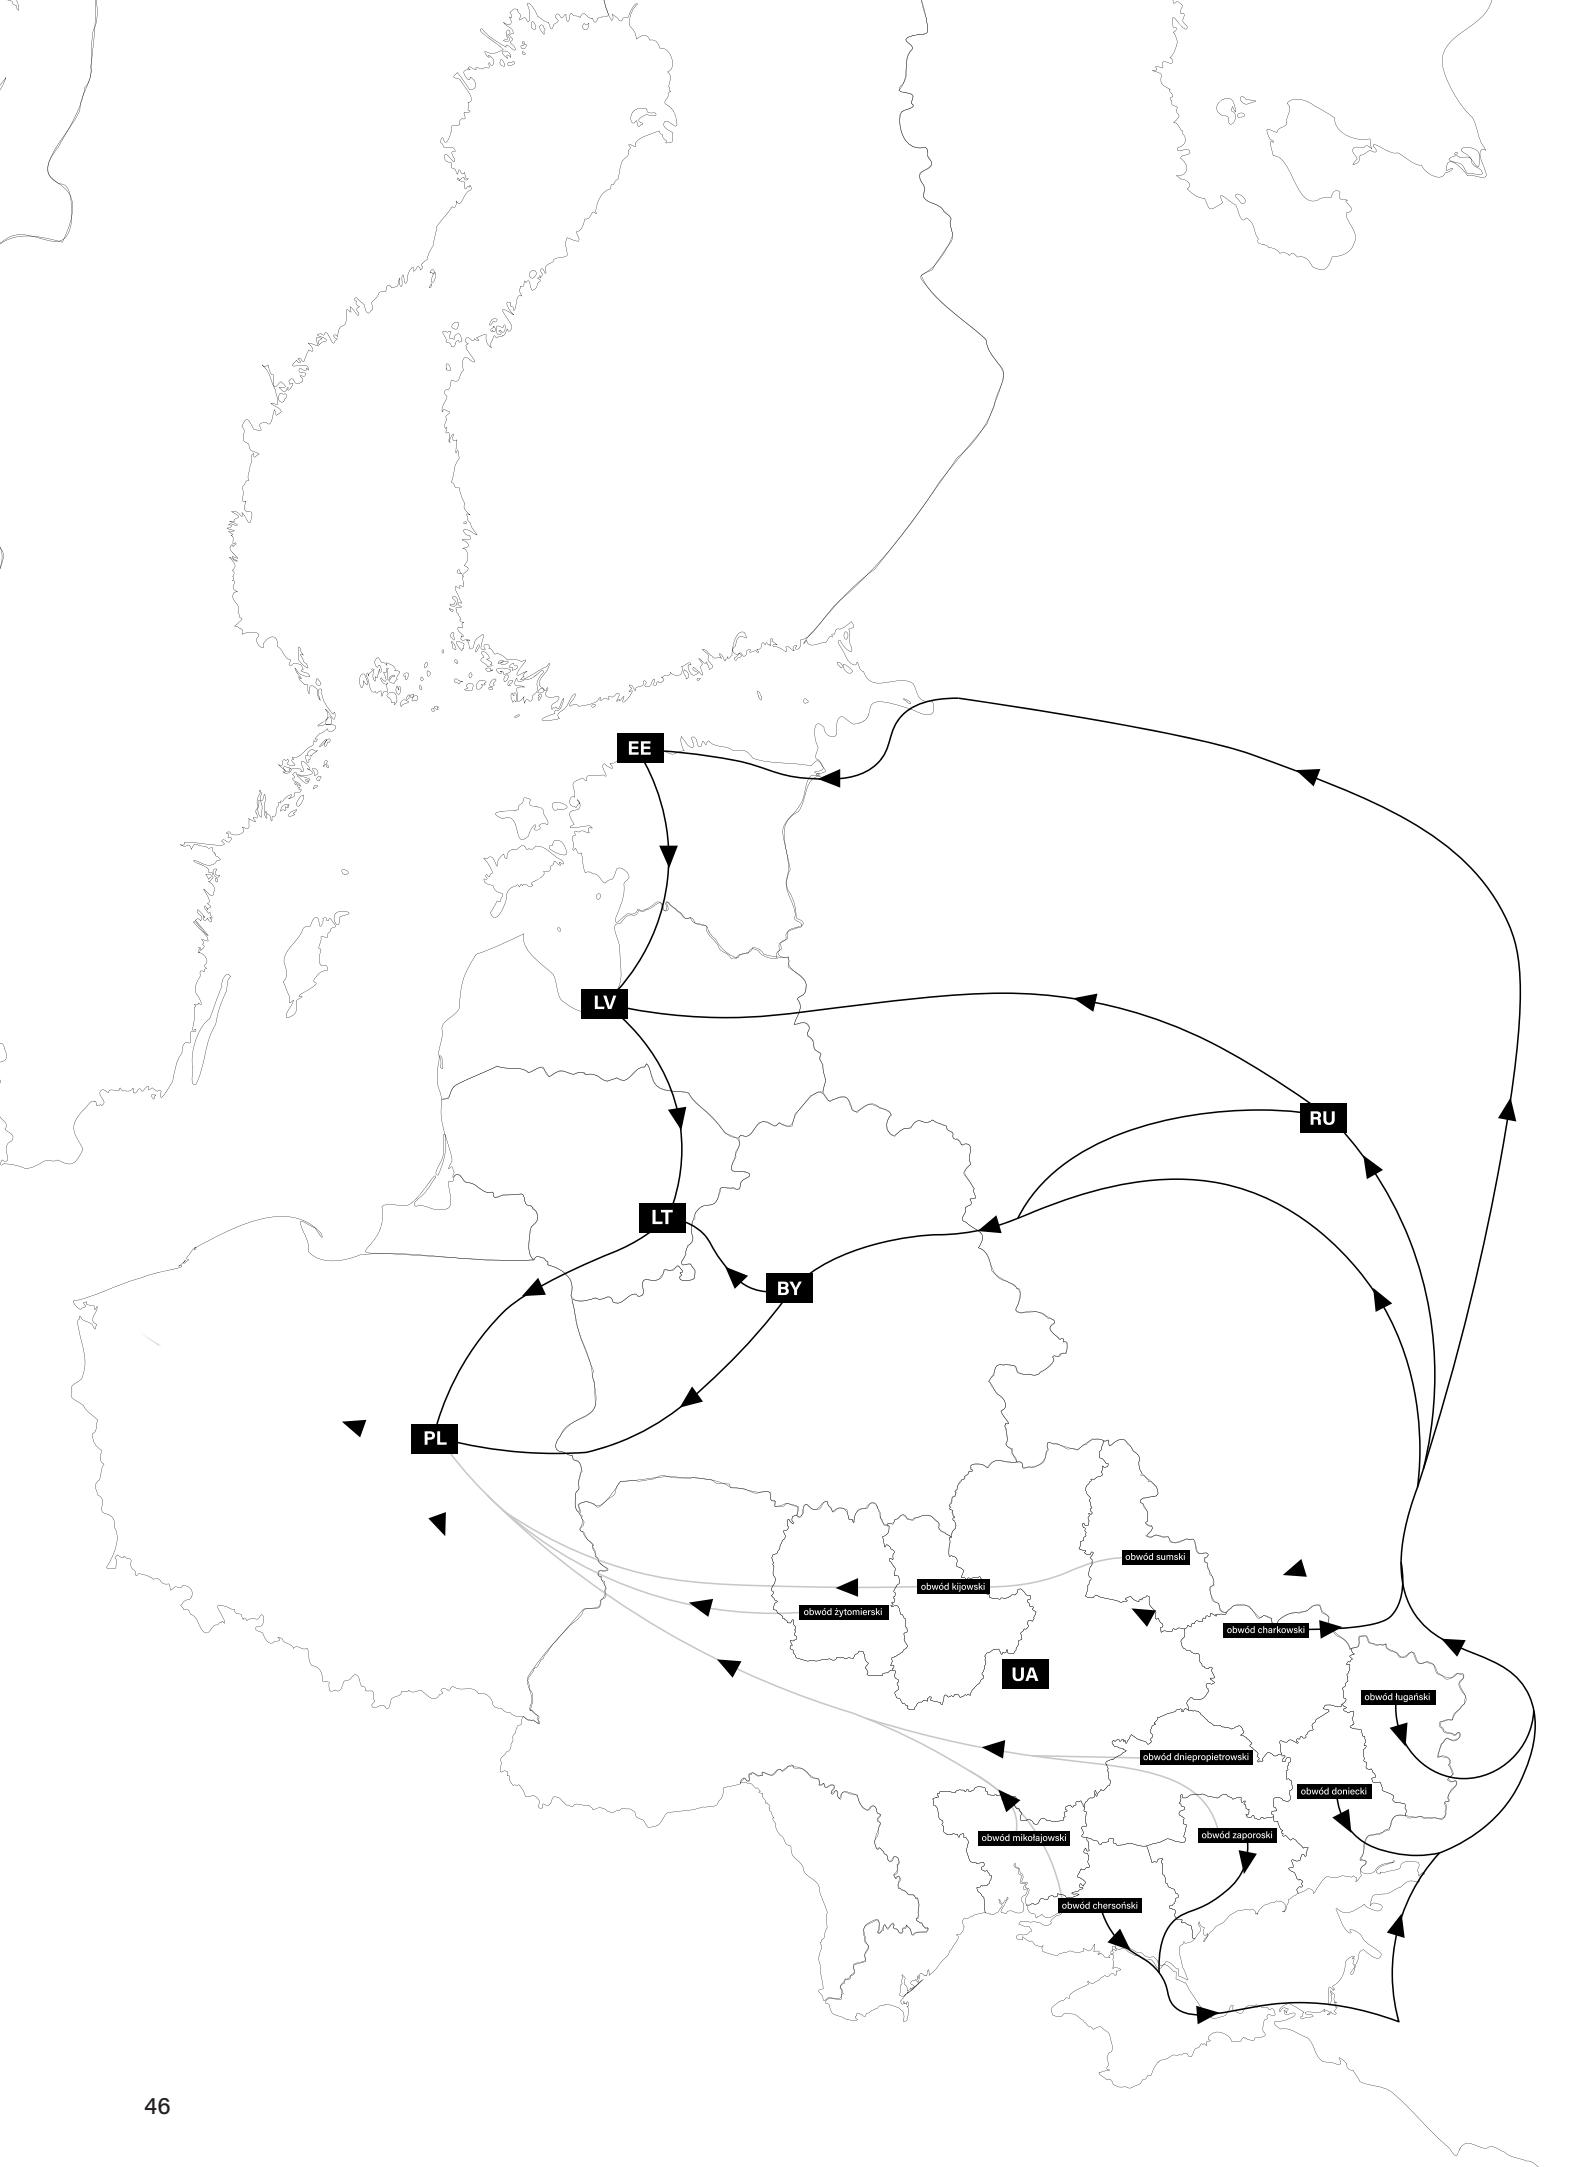 EE
LV
RU
LT
BY
PL
obwód sumski
obwód kijowski
obwód żytomierski
obwód charkowski
UA
obwód ługański
obwód dniepropietrowski
obwód doniecki
obwód zaporoski
obwód mikołajowski
obwód chersoński
46